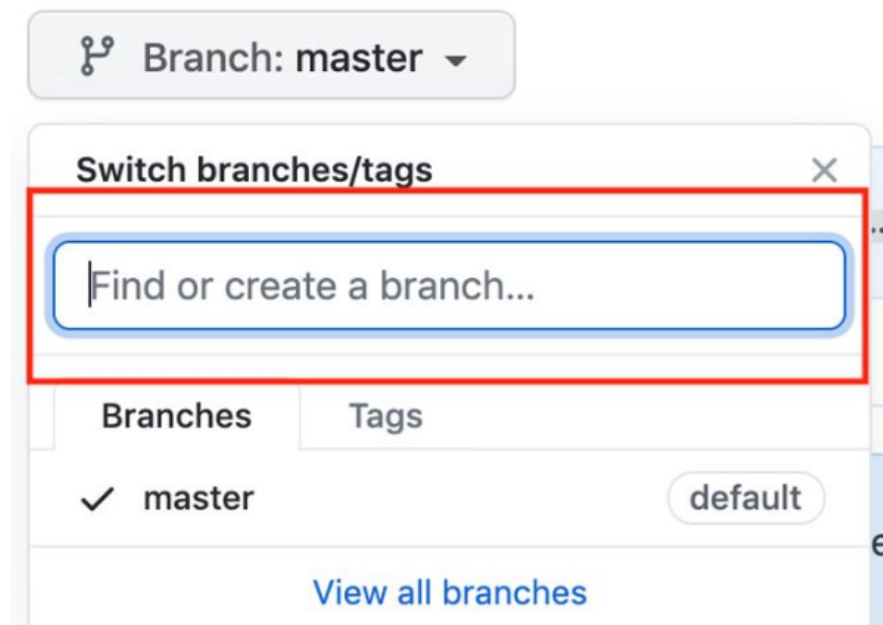 Branch: master
Switch branches/tags
Find or create a branch...
Branches Tags
master default
View all branches